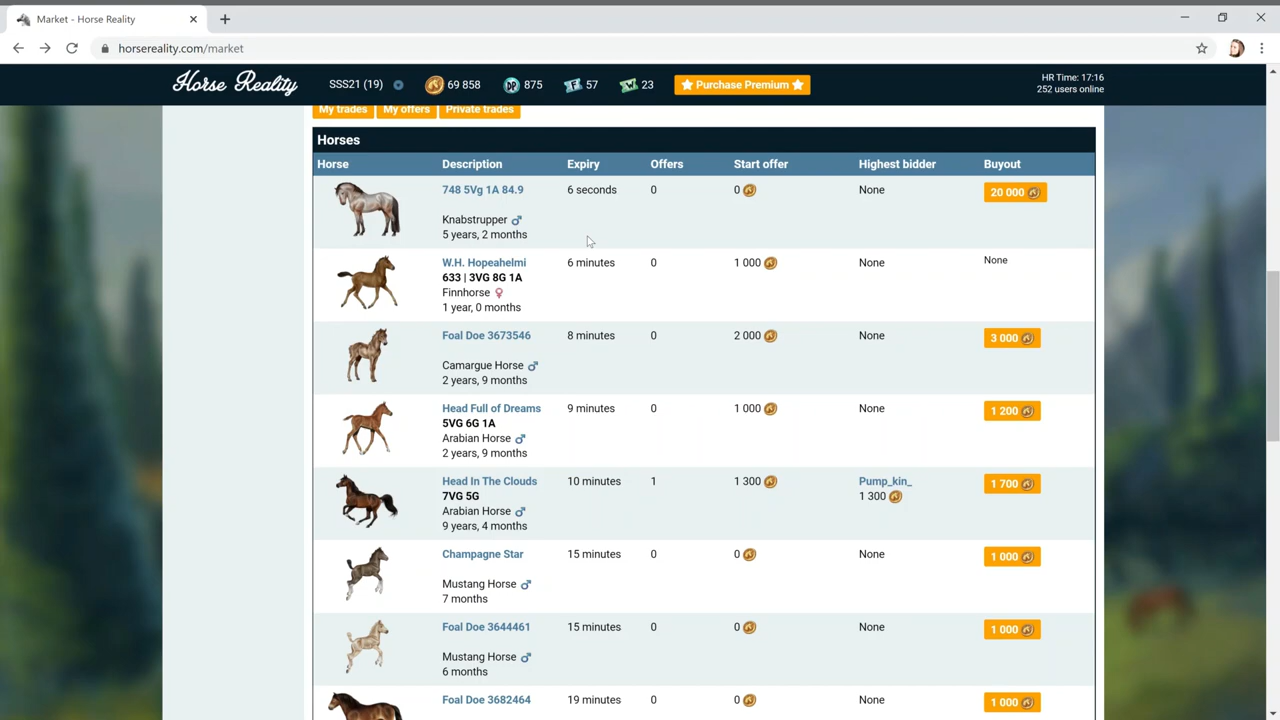 Market - Horse Reality
horsereality.com/market
Horse Reality
SSS21 (19)
69 858
DP 875
57
23
Purchase Premium
HR Time: 17:16
252 users online
My trades
My offers
Private trades
Horses
Horse Description Expiry Offers Start offer Highest bidder Buyout
748 5Vg 1A 84.9 6 seconds 0 0 None 20 000
Knabstrupper
5 years, 2 months
W.H. Hopeahelmi 6 minutes 0 1 000 None None
633 | 3VG 8G 1A
Finnhorse
1 year, 0 months
Foal Doe 3673546 8 minutes 0 2 000 None 3 000
Camargue Horse
2 years, 9 months
Head Full of Dreams 9 minutes 0 1 000 None 1 200
5VG 6G 1A
Arabian Horse
2 years, 9 months
Head In The Clouds 10 minutes 1 1 300 Pump_kin_ 1 700
7VG 5G 1 300
Arabian Horse
9 years, 4 months
Champagne Star 15 minutes 0 0 None 1 000
Mustang Horse
7 months
Foal Doe 3644461 15 minutes 0 0 None 1 000
Mustang Horse
6 months
Foal Doe 3682464 19 minutes 0 0 None 1 000